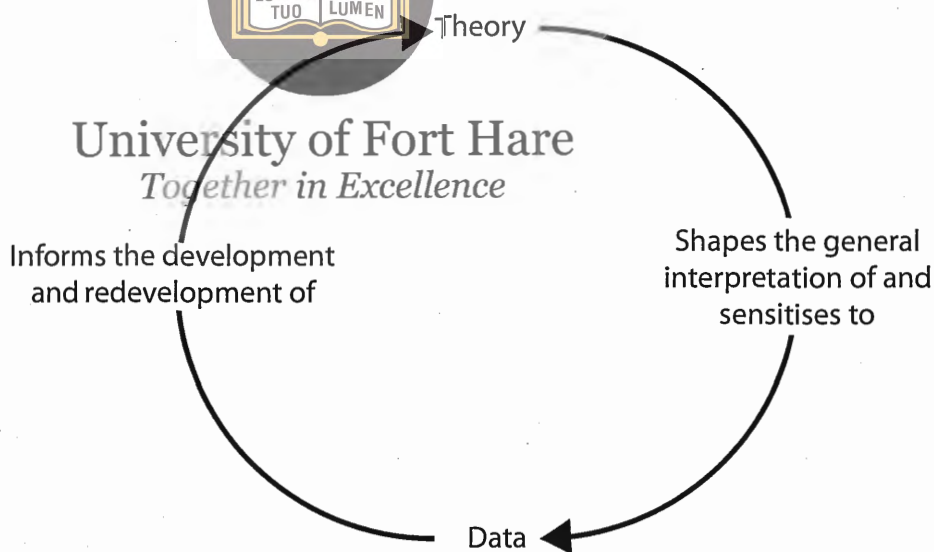 TUO LUMEN
Theory
University of Fort Hare
Together in Excellence
Informs the development
and redevelopment of
Shapes the general
interpretation of and
sensitises to
Data